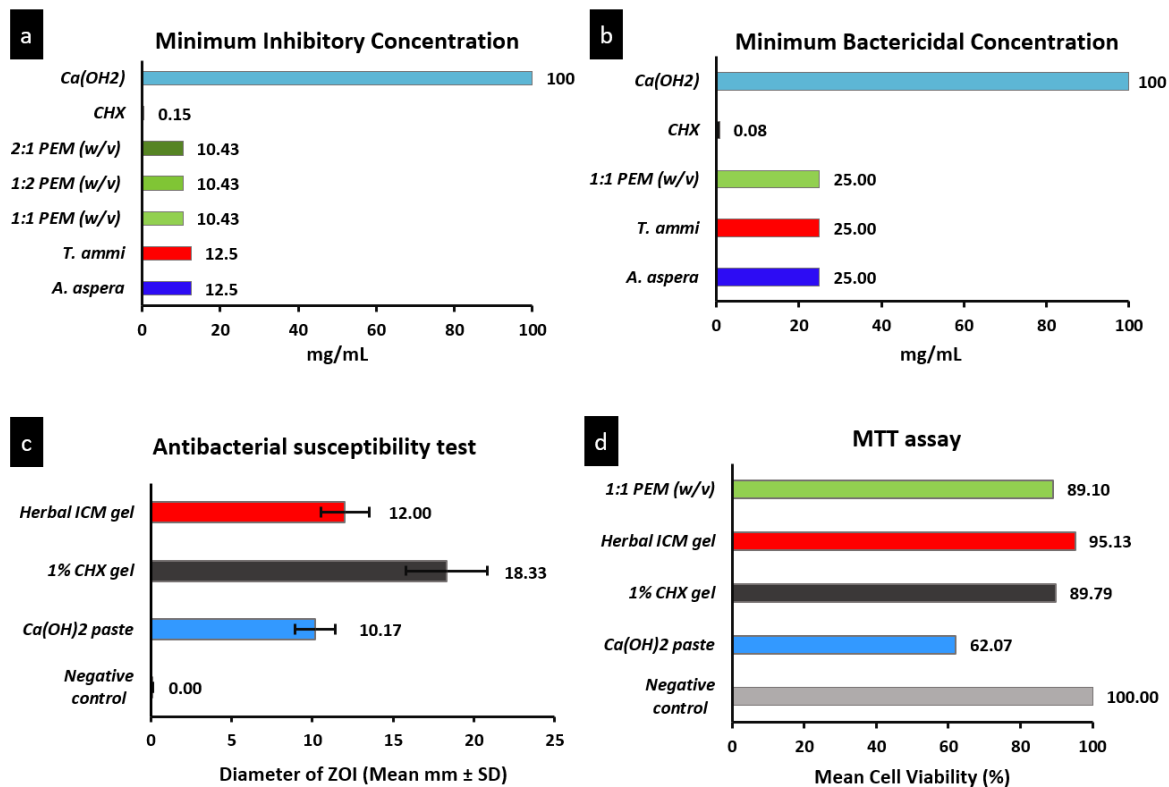 a
Minimum Inhibitory Concentration
Ca(OH2)
100
CHX
0.15
2:1 PEM (w/v)
10.43
1:2 PEM (w/v)
10.43
1:1 PEM (w/v)
10.43
T. ammi
12.5
A. aspera
12.5
0 20 40 60 80 100
mg/mL
b
Minimum Bactericidal Concentration
Ca(OH2)
100
CHX
0.08
1:1 PEM (w/v)
25.00
T. ammi
25.00
A. aspera
25.00
0 20 40 60 80 100
mg/mL
c
Antibacterial susceptibility test
Herbal ICM gel
12.00
1% CHX gel
18.33
Ca(OH)2 paste
10.17
Negative
control
0.00
0 5 10 15 20 25
Diameter of ZOI (Mean mm ± SD)
d
MTT assay
1:1 PEM (w/v)
89.10
Herbal ICM gel
95.13
1% CHX gel
89.79
Ca(OH)2 paste
62.07
Negative
control
100.00
0 20 40 60 80 100
Mean Cell Viability (%)